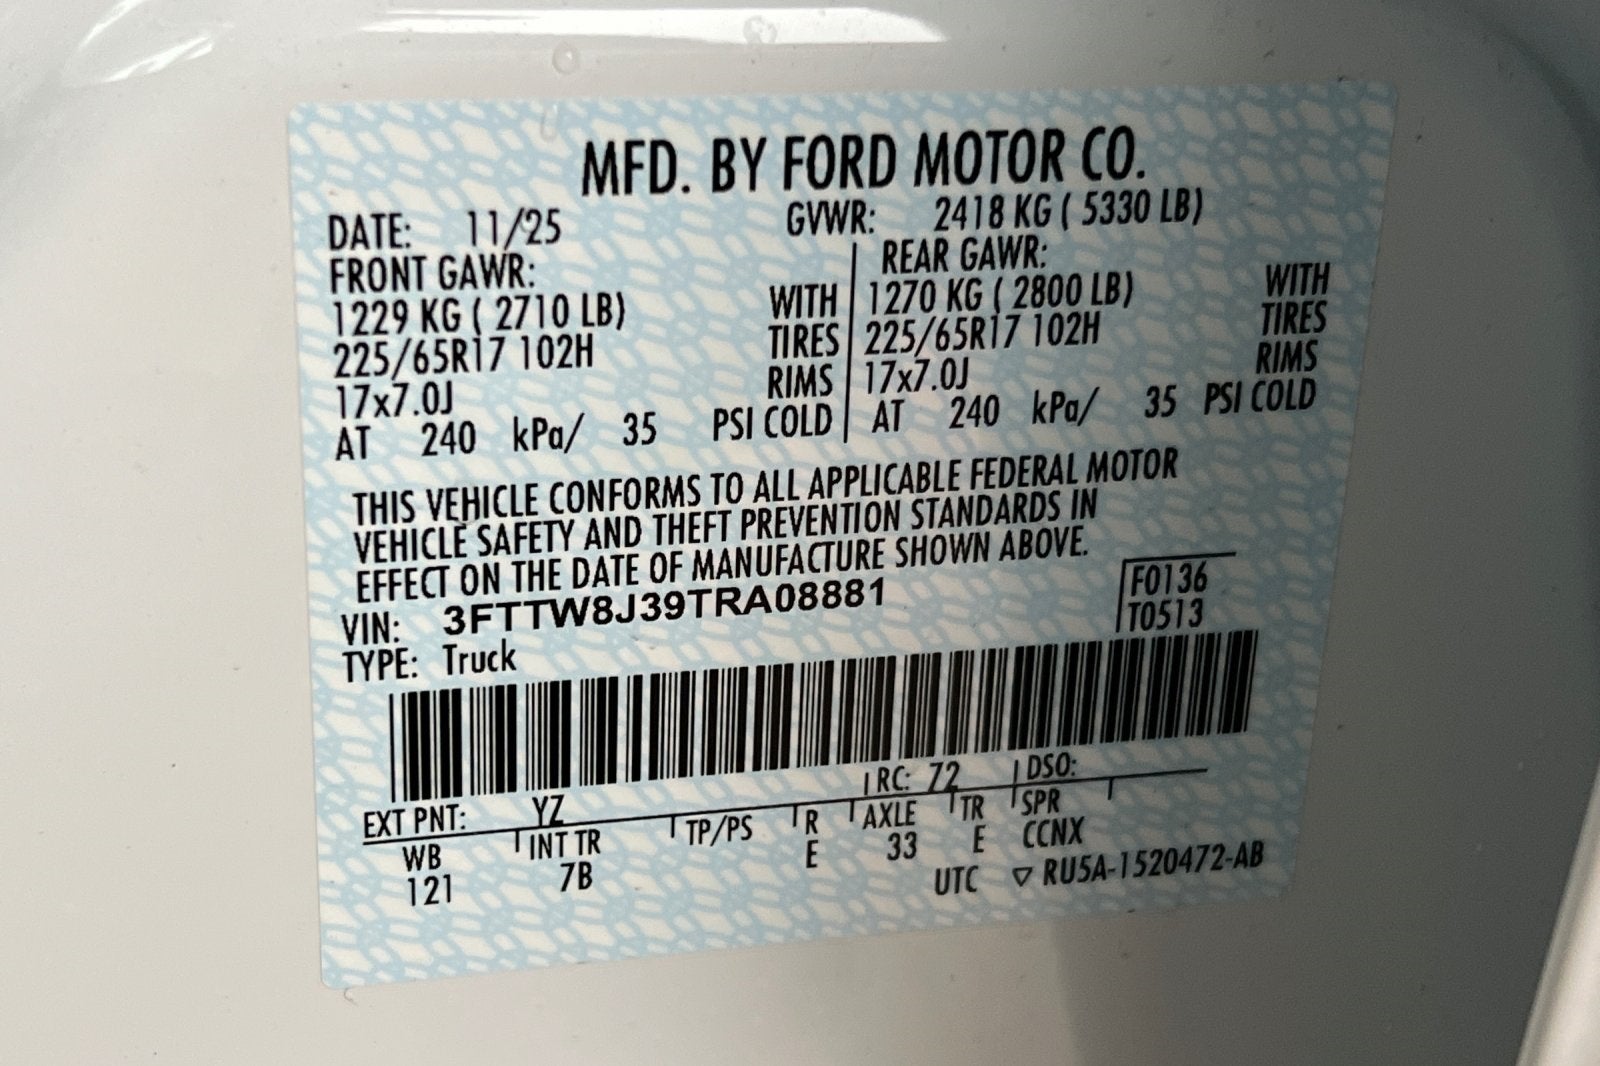 MFD. BY FORD MOTOR CO.
DATE: 11/25 GVWR: 2418 KG ( 5330 LB)
FRONT GAWR: REAR GAWR:
1229 KG ( 2710 LB) WITH 1270 KG ( 2800 LB) WITH
225/65R17 102H TIRES 225/65R17 102H TIRES
17x7.0J RIMS 17x7.0J RIMS
AT 240 kPa/ 35 PSI COLD AT 240 kPa/ 35 PSI COLD
THIS VEHICLE CONFORMS TO ALL APPLICABLE FEDERAL MOTOR
VEHICLE SAFETY AND THEFT PREVENTION STANDARDS IN
EFFECT ON THE DATE OF MANUFACTURE SHOWN ABOVE.
VIN: 3FTTW8J39TRA08881 F0136
TYPE: Truck T0513
EXT PNT: YZ RC: 72 DSO:
WB INT TR TP/PS R AXLE TR SPR
121 7B E 33 E CCNX
UTC ▽ RU5A-1520472-AB